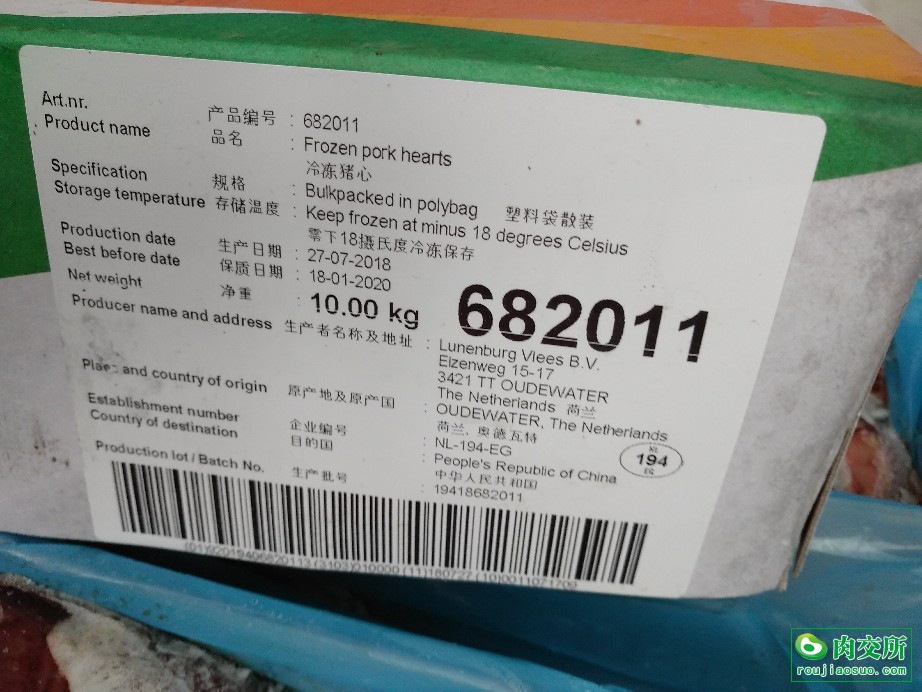 Art.nr. 产品编号 : 682011
Product name 品名 : Frozen pork hearts
冷冻猪心
Specification 规格 : Bulkpacked in polybag 塑料袋散装
Storage temperature 存储温度 : Keep frozen at minus 18 degrees Celsius
零下18摄氏度冷冻保存
Production date 生产日期 : 27-07-2018
Best before date 保质日期 : 18-01-2020
Net weight 净重 : 10.00 kg
682011
Producer name and address 生产者名称及地址 : Lunenburg Vlees B.V.
Elzenweg 15-17
3421 TT OUDEWATER
The Netherlands 荷兰
Place and country of origin 原产地及原产国 : OUDEWATER, The Netherlands
荷兰, 奥德瓦特
Establishment number 企业编号 : NL-194-EG
Country of destination 目的国 : People's Republic of China
中华人民共和国
NL
194
EG
Production lot / Batch No. 生产批号 : 19418682011
(3103)010000 (11)180727
肉交所
roujiaosuo.com